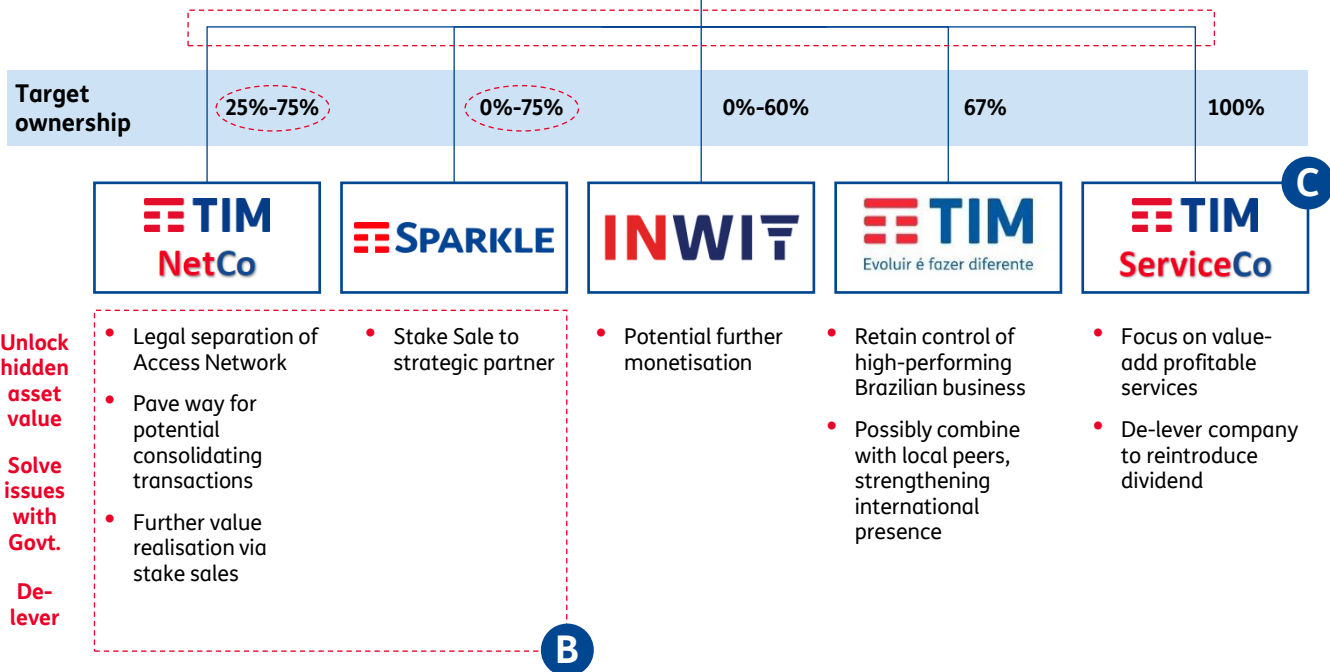 Target
ownership
25%-75%
0%-75%
0%-60%
67%
100%
C
TIM
NetCo
SPARKLE
INWIT
TIM
Evoluir é fazer diferente
TIM
ServiceCo
Unlock
hidden
asset
value
Solve
issues
with
Govt.
De-
lever
• Legal separation of
Access Network
• Pave way for
potential
consolidating
transactions
• Further value
realisation via
stake sales
• Stake Sale to
strategic partner
• Potential further
monetisation
• Retain control of
high-performing
Brazilian business
• Possibly combine
with local peers,
strengthening
international
presence
• Focus on value-
add profitable
services
• De-lever company
to reintroduce
dividend
B